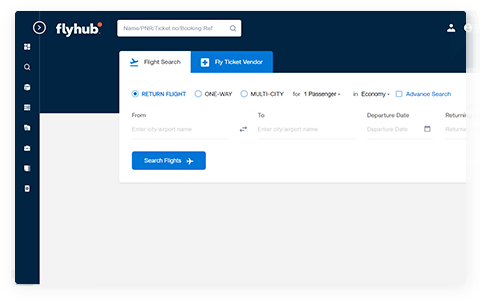 flyhub
Name/PNR/Ticket no/Booking Ref
Flight Search
Fly Ticket Vendor
RETURN FLIGHT ONE-WAY MULTI-CITY for 1 Passenger in Economy Advance Search
From To Departure Date Returnin
Enter city/airport name Enter city/airport name Departure Date Returnin
Search Flights